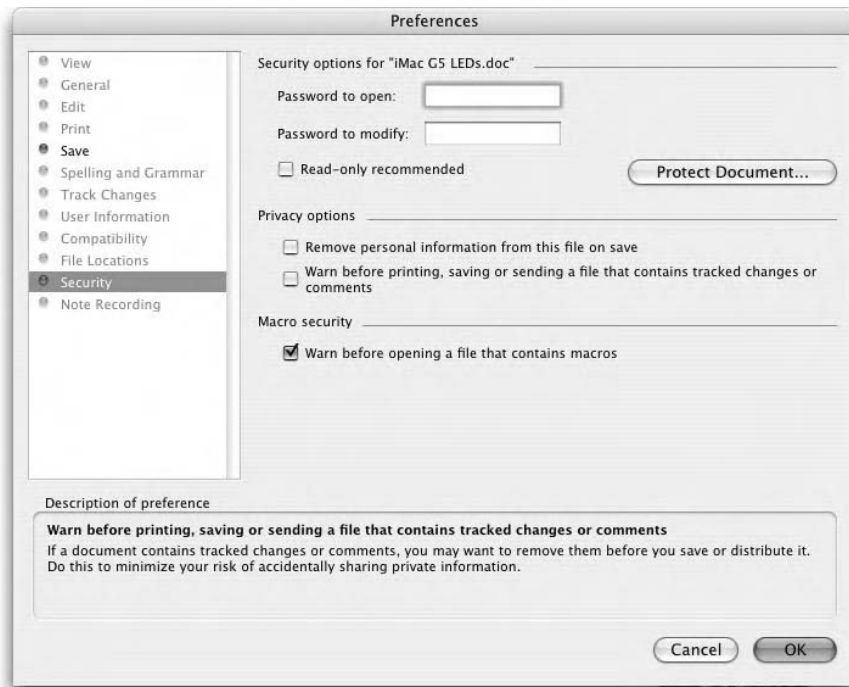 Preferences
View
General
Edit
Print
Save
Spelling and Grammar
Track Changes
User Information
Compatibility
File Locations
Security
Note Recording
Security options for "iMac G5 LEDs.doc"
Password to open:
Password to modify:
Read-only recommended
Protect Document...
Privacy options
Remove personal information from this file on save
Warn before printing, saving or sending a file that contains tracked changes or
comments
Macro security
Warn before opening a file that contains macros
Description of preference
Warn before printing, saving or sending a file that contains tracked changes or comments
If a document contains tracked changes or comments, you may want to remove them before you save or distribute it.
Do this to minimize your risk of accidentally sharing private information.
Cancel
OK